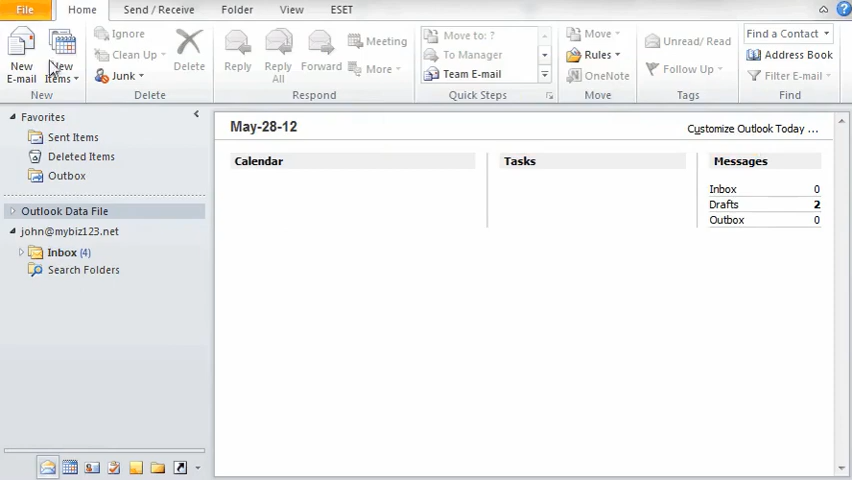 File Home Send / Receive Folder View ESET
New E-mail
New Items
New
Ignore
Clean Up
Junk
Delete
Delete
Reply
Reply All
Forward
Meeting
More
Respond
Move to: ?
To Manager
Team E-mail
Quick Steps
Move
Rules
OneNote
Move
Unread/ Read
Follow Up
Tags
Find a Contact
Address Book
Filter E-mail
Find
Favorites
Sent Items
Deleted Items
Outbox
Outlook Data File
john@mybiz123.net
Inbox (4)
Search Folders
May-28-12
Customize Outlook Today ...
Calendar
Tasks
Messages
Inbox 0
Drafts 2
Outbox 0